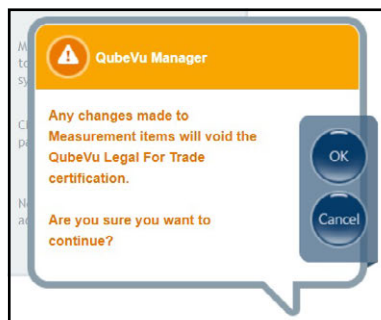 QubeVu Manager
Any changes made to
Measurement items will void the
QubeVu Legal For Trade
certification.
Are you sure you want to
continue?
OK
Cancel